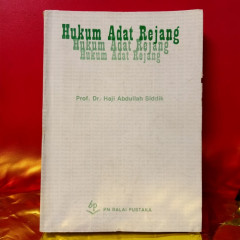 Hukum Adat Rejang
Hukum Adat Rejang
Hukum Adat Rejang
Prof. Dr. Haji Abdullah Siddik
PN BALAI PUSTAKA